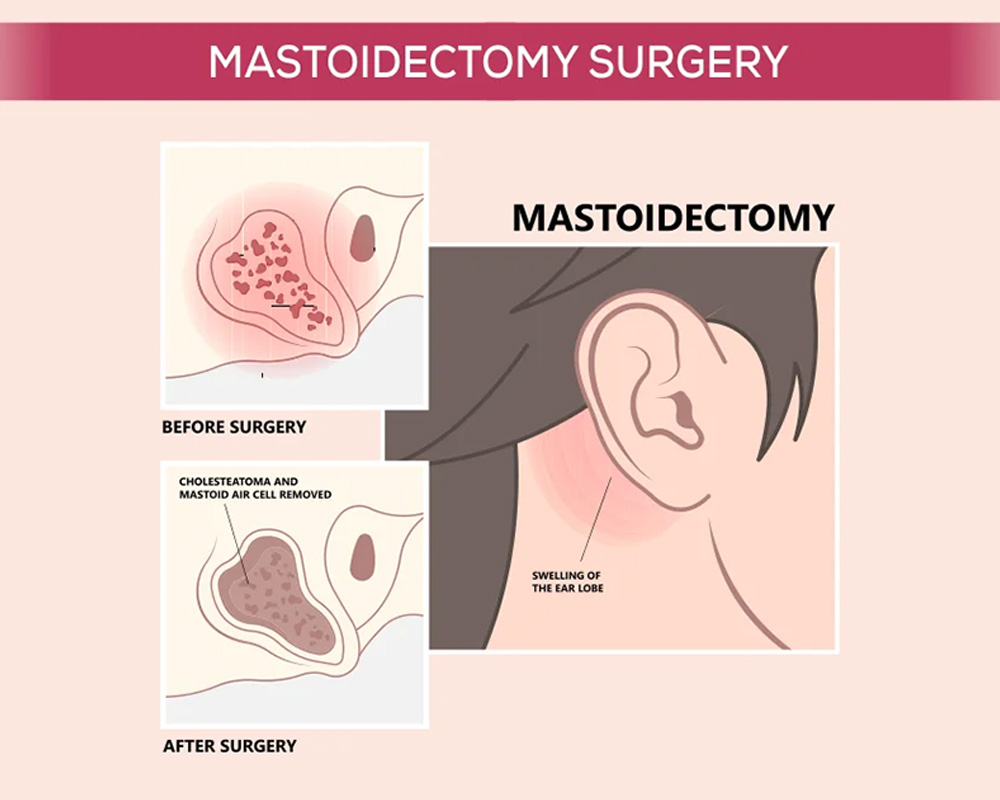 MASTOIDECTOMY SURGERY
MASTOIDECTOMY
BEFORE SURGERY
CHOLESTEATOMA AND
MASTOID AIR CELL REMOVED
SWELLING OF
THE EAR LOBE
AFTER SURGERY